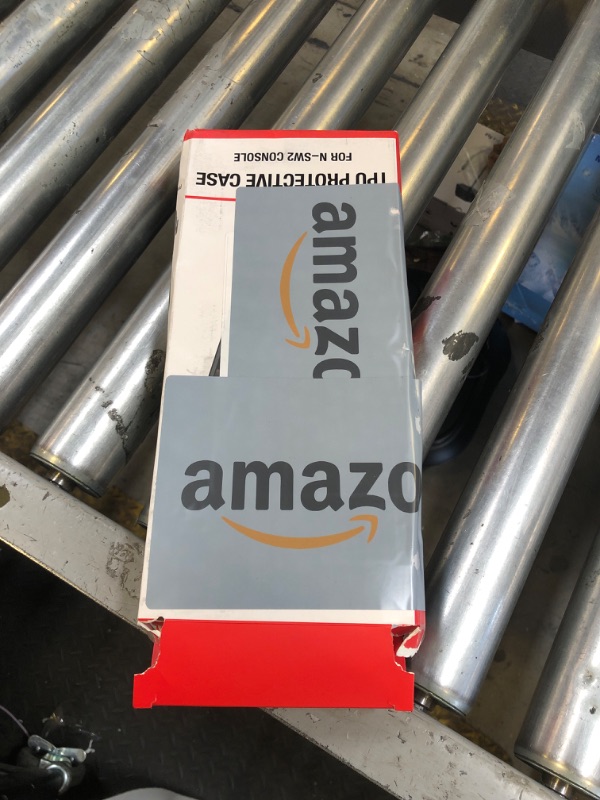 TPU PROTECTIVE CASE
FOR N-SW2 CONSOLE
amazo
amazo